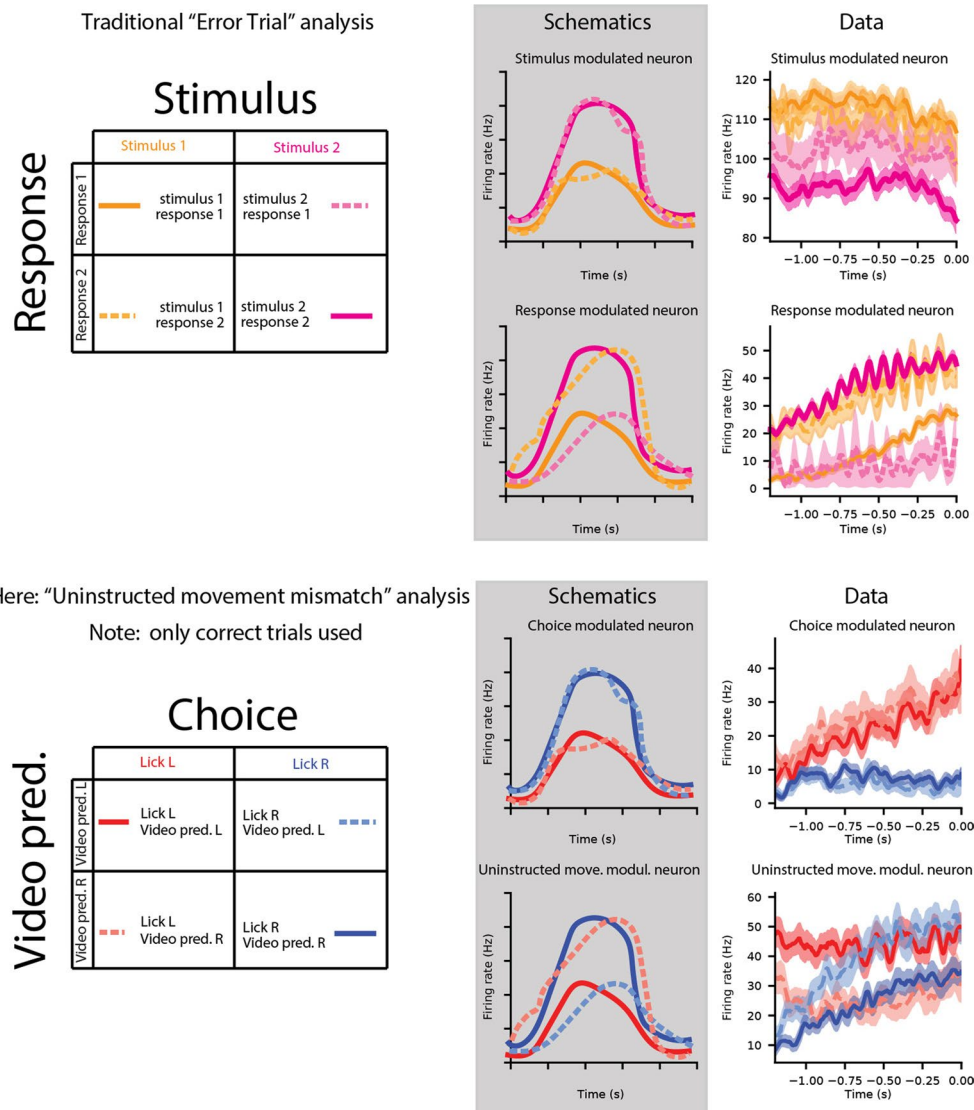 Traditional “Error Trial” analysis
Stimulus
Response
Stimulus 1
Stimulus 2
Response 1
stimulus 1
response 1
stimulus 2
response 1
Response 2
stimulus 1
response 2
stimulus 2
response 2
Schematics
Stimulus modulated neuron
Firing rate (Hz)
Time (s)
Response modulated neuron
Firing rate (Hz)
Time (s)
Data
Stimulus modulated neuron
Firing rate (Hz)
120
110
100
90
80
−1.00 −0.75 −0.50 −0.25 0.00
Time (s)
Response modulated neuron
Firing rate (Hz)
50
40
30
20
10
0
−1.00 −0.75 −0.50 −0.25 0.00
Time (s)
Here: “Uninstructed movement mismatch” analysis
Note: only correct trials used
Choice
Video pred.
Lick L
Lick R
Video pred. L
Lick L
Video pred. L
Lick R
Video pred. L
Video pred. R
Lick L
Video pred. R
Lick R
Video pred. R
Schematics
Choice modulated neuron
Firing rate (Hz)
Time (s)
Uninstructed move. modul. neuron
Firing rate (Hz)
Time (s)
Data
Choice modulated neuron
Firing rate (Hz)
40
30
20
10
0
−1.00 −0.75 −0.50 −0.25 0.00
Time (s)
Uninstructed move. modul. neuron
Firing rate (Hz)
60
50
40
30
20
10
−1.00 −0.75 −0.50 −0.25 0.00
Time (s)